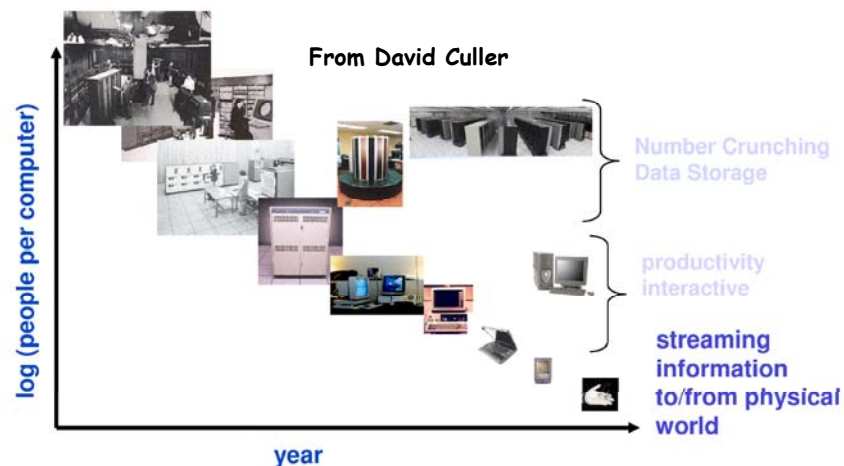 From David Culler
log (people per computer)
Number Crunching
Data Storage
productivity
interactive
streaming
information
to/from physical
world
year